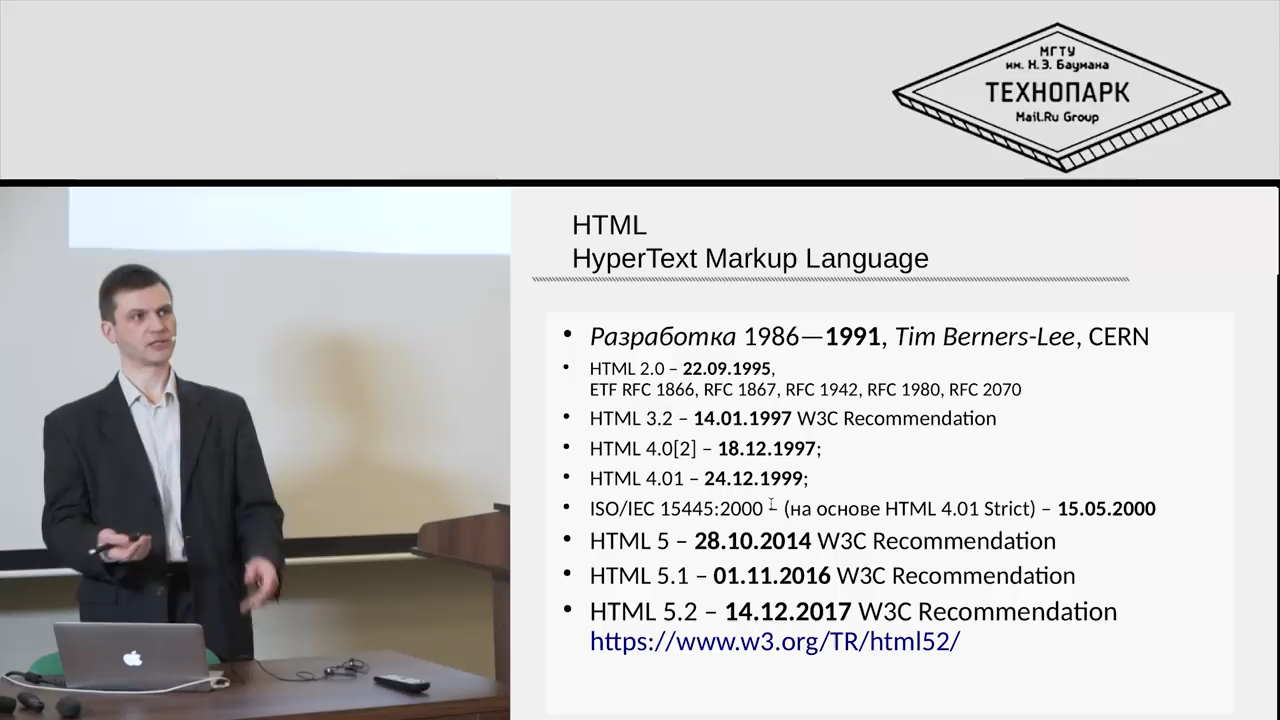 МГТУ
им. Н.Э. Баумана
ТЕХНОПАРК
Mail.Ru Group
HTML
HyperText Markup Language
• Разработка 1986—1991, Tim Berners-Lee, CERN
• HTML 2.0 – 22.09.1995,
ETF RFC 1866, RFC 1867, RFC 1942, RFC 1980, RFC 2070
• HTML 3.2 – 14.01.1997 W3C Recommendation
• HTML 4.0[2] – 18.12.1997;
• HTML 4.01 – 24.12.1999;
• ISO/IEC 15445:2000 – (на основе HTML 4.01 Strict) – 15.05.2000
• HTML 5 – 28.10.2014 W3C Recommendation
• HTML 5.1 – 01.11.2016 W3C Recommendation
• HTML 5.2 – 14.12.2017 W3C Recommendation
https://www.w3.org/TR/html52/